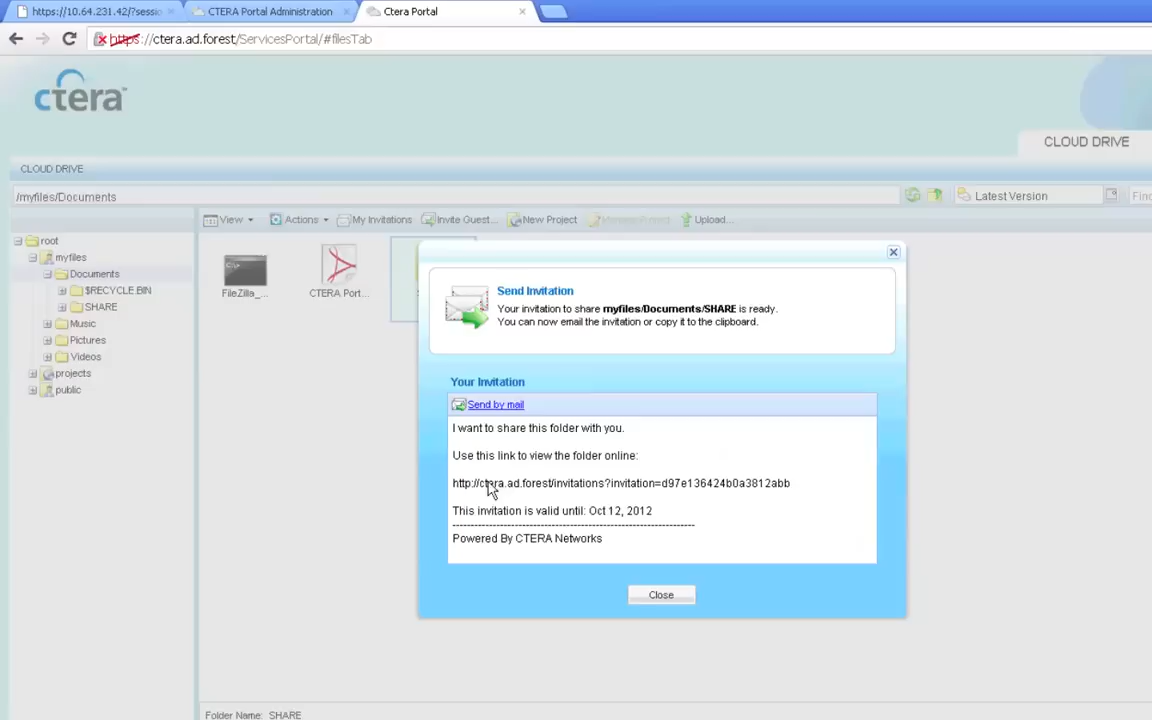 https://10.64.231.42/?sessi
CTERA Portal Administration
Ctera Portal
https://ctera.ad.forest/ServicesPortal/#filesTab
ctera
CLOUD DRIVE
CLOUD DRIVE
/myfiles/Documents
Latest Version
Find
View
Actions
My Invitations
Invite Guest...
New Project
Upload...
root
myfiles
Documents
$RECYCLE.BIN
SHARE
Music
Pictures
Videos
projects
public
FileZilla_...
CTERA Port...
Send Invitation
Your invitation to share myfiles/Documents/SHARE is ready.
You can now email the invitation or copy it to the clipboard.
Your Invitation
Send by mail
I want to share this folder with you.
Use this link to view the folder online:
http://ctera.ad.forest/invitations?invitation=d97e136424b0a3812abb
This invitation is valid until: Oct 12, 2012
------------------------------------------------------------
Powered By CTERA Networks
Close
Folder Name: SHARE